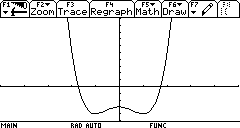 F1 F2 Zoom F3 Trace F4 Regraph F5 Math F6 Draw F7
MAIN RAD AUTO FUNC